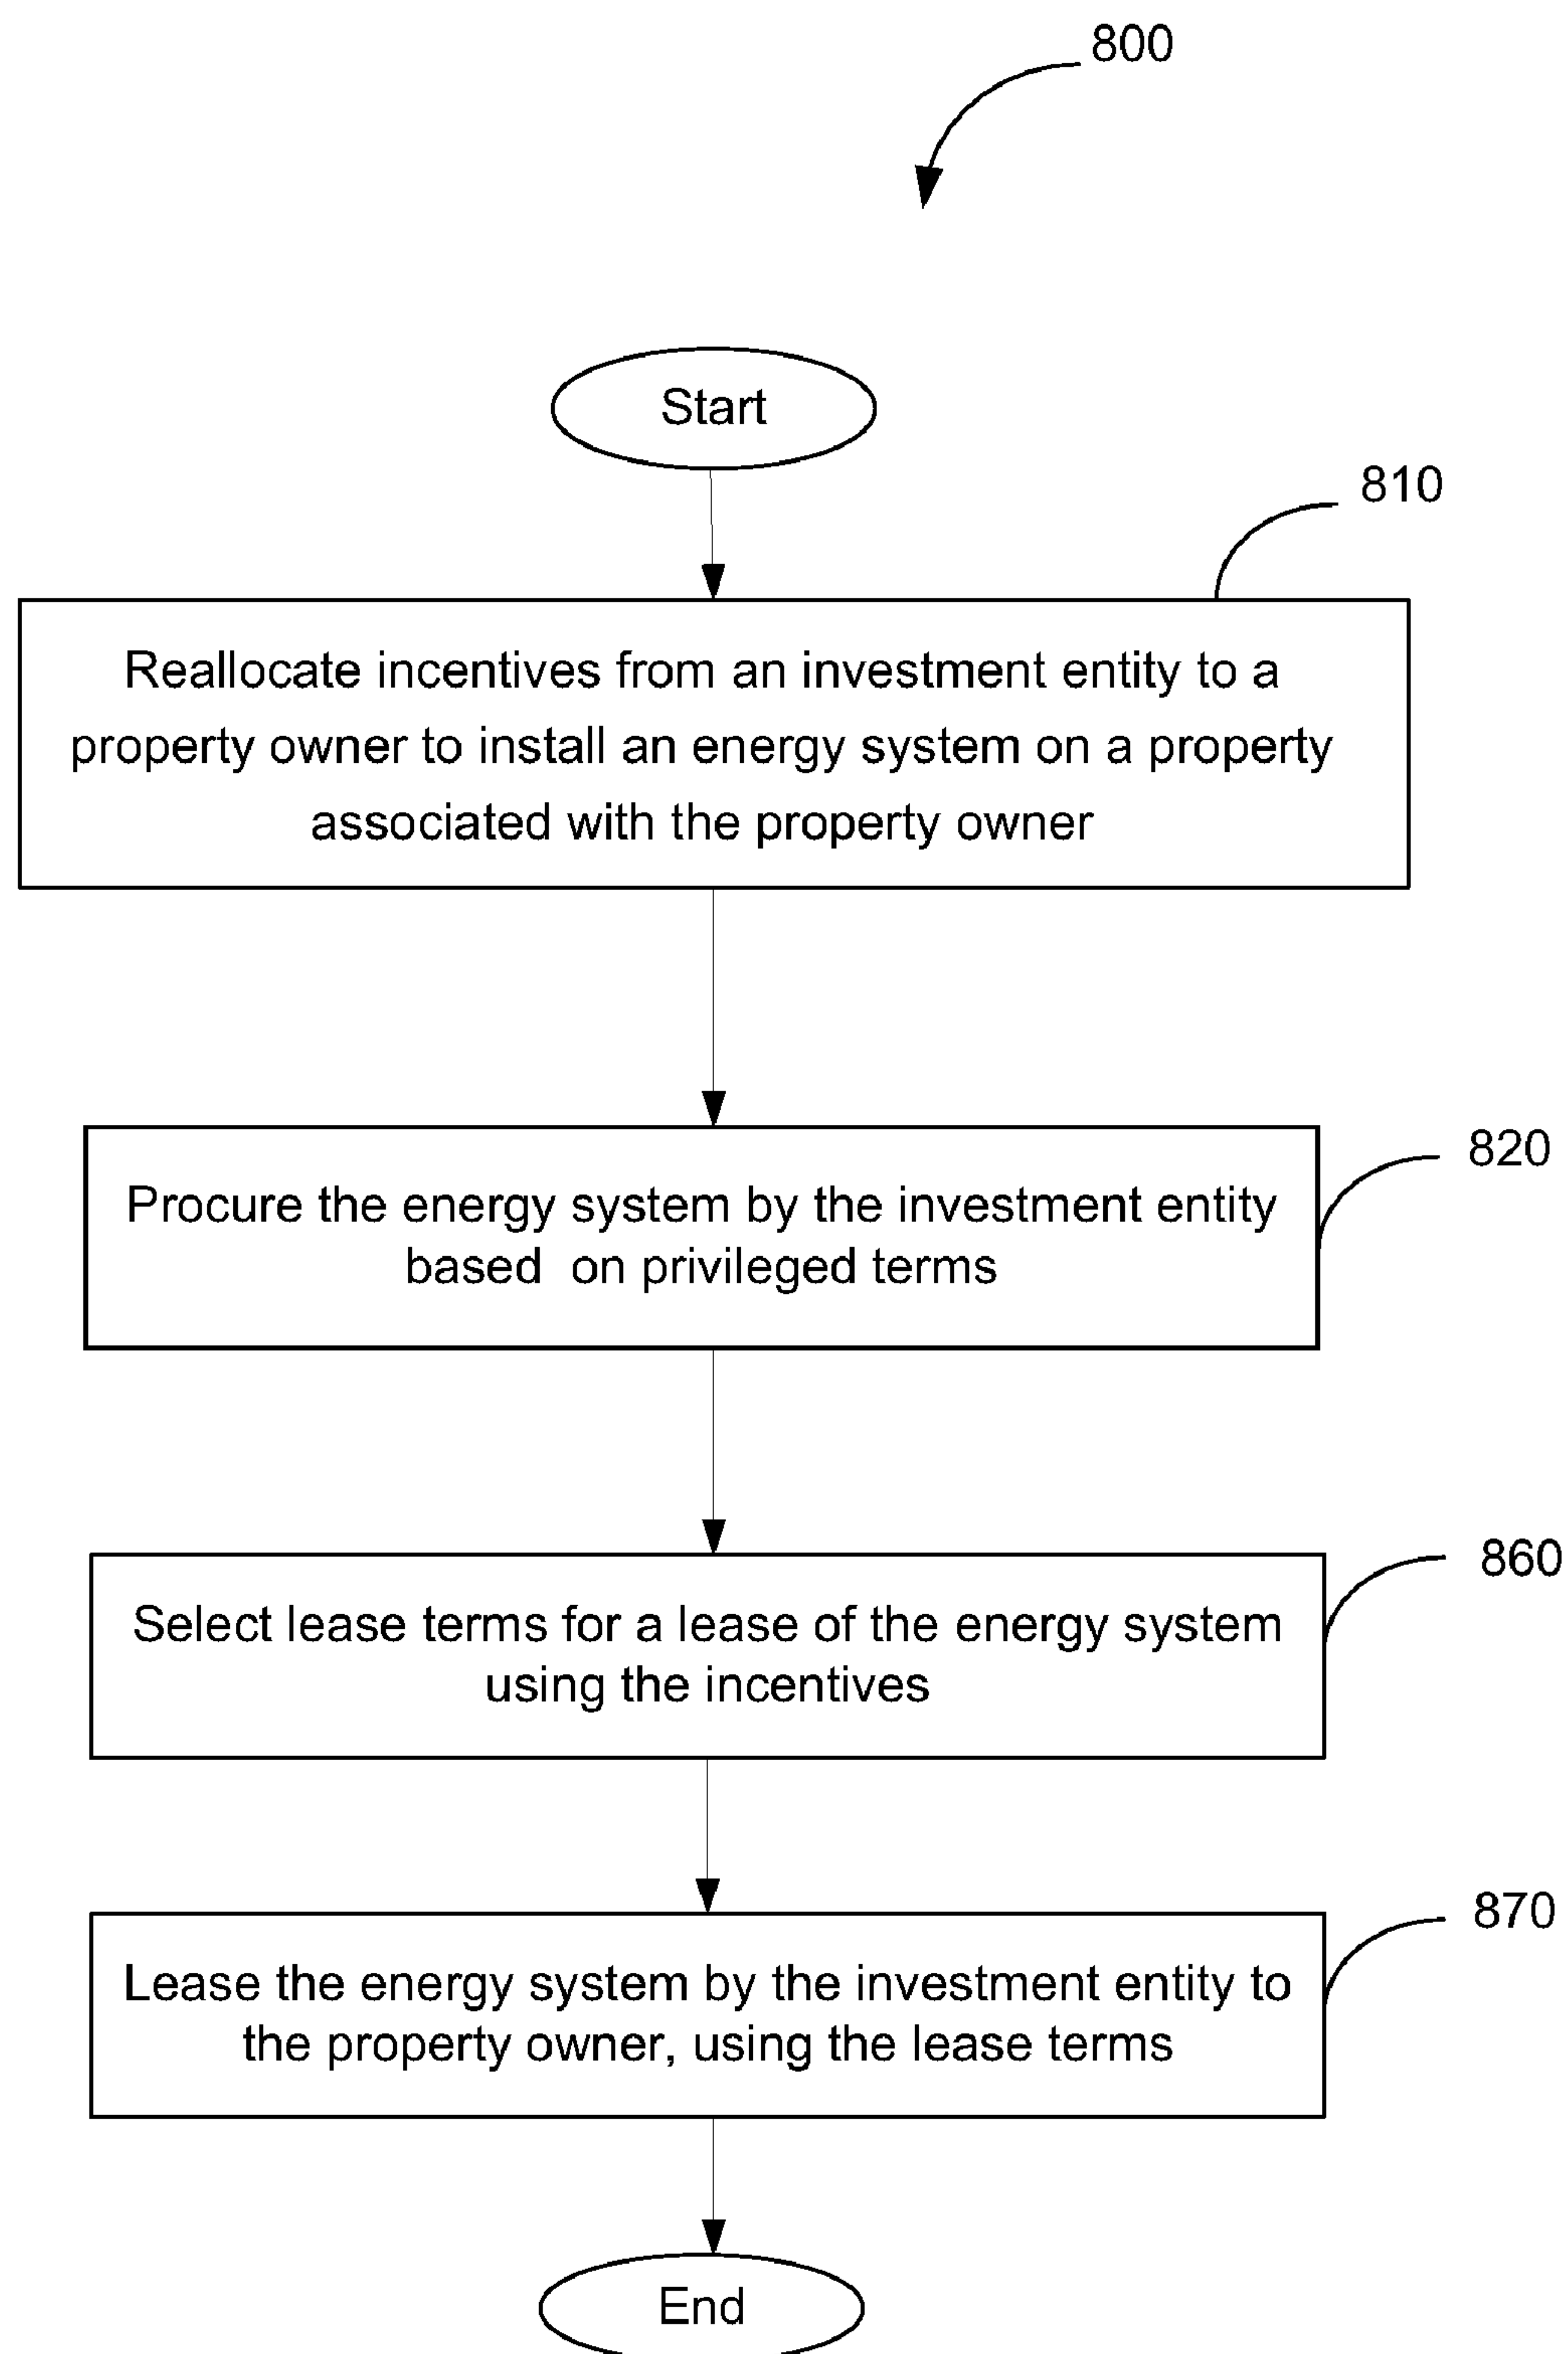 800
Start
810
Reallocate incentives from an investment entity to a
property owner to install an energy system on a property
associated with the property owner
820
Procure the energy system by the investment entity
based on privileged terms
860
Select lease terms for a lease of the energy system
using the incentives
870
Lease the energy system by the investment entity to
the property owner, using the lease terms
End